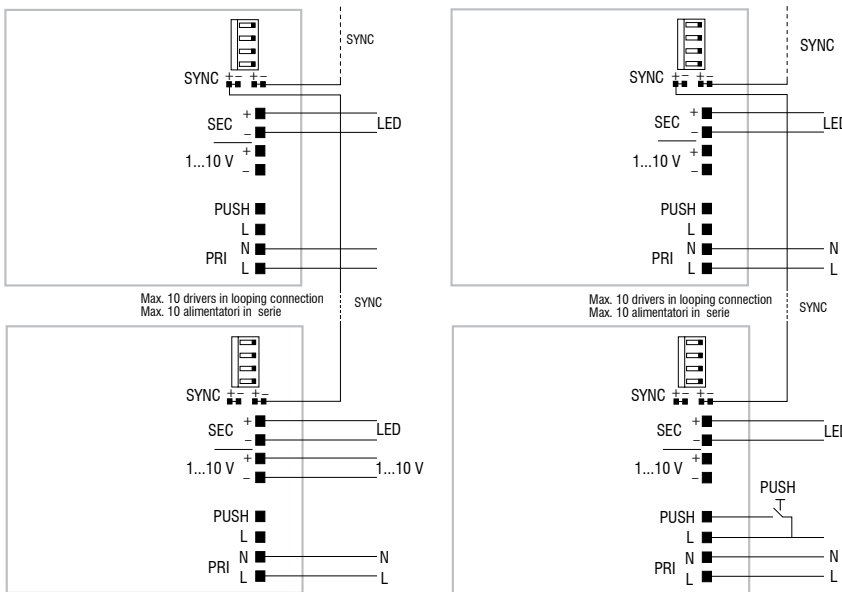 SYNC
SYNC + − + −
SEC + LED
−
1...10 V +
−
PUSH
L
PRI N
L
Max. 10 drivers in looping connection
Max. 10 alimentatori in serie
SYNC
SYNC + − + −
SEC + LED
−
1...10 V + 1...10 V
−
PUSH
L
PRI N N
L L
SYNC
SYNC + − + −
SEC + LED
−
1...10 V +
−
PUSH
L
PRI N N
L L
Max. 10 drivers in looping connection
Max. 10 alimentatori in serie
SYNC
SYNC + − + −
SEC + LED
−
1...10 V +
−
PUSH
PUSH
L
PRI N N
L L